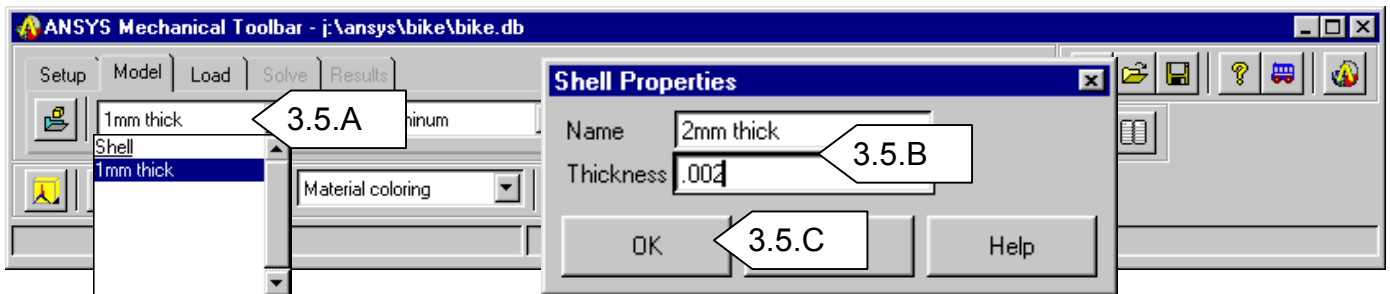 ANSYS Mechanical Toolbar - j:\ansys\bike\bike.db
Setup Model Load Solve Results
1mm thick
3.5.A
Shell
1mm thick
Material coloring
Shell Properties
Name 2mm thick
3.5.B
Thickness .002
OK
3.5.C
Help